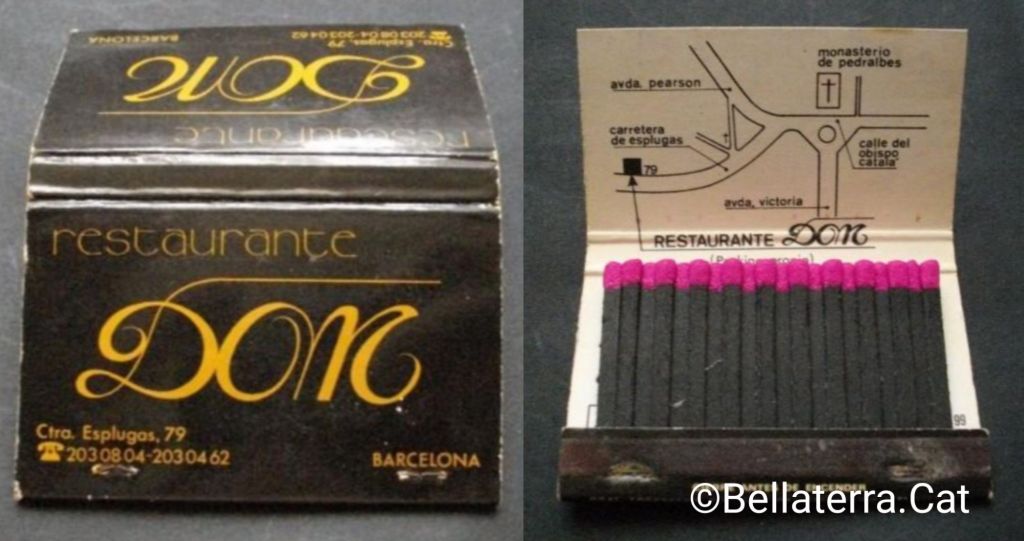 BARCELONA
Ctra. Esplugas, 79
☎ 203 08 04-203 04 62
DOM
restaurante
restaurante
DOM
Ctra. Esplugas, 79
☎ 203 08 04-203 04 62
BARCELONA
monasterio
de pedralbes
avda. pearson
carretera
de esplugas
79
calle del
obispo
catala
avda. victoria
RESTAURANTE DOM
99
DE ENCENDER
©Bellaterra.Cat